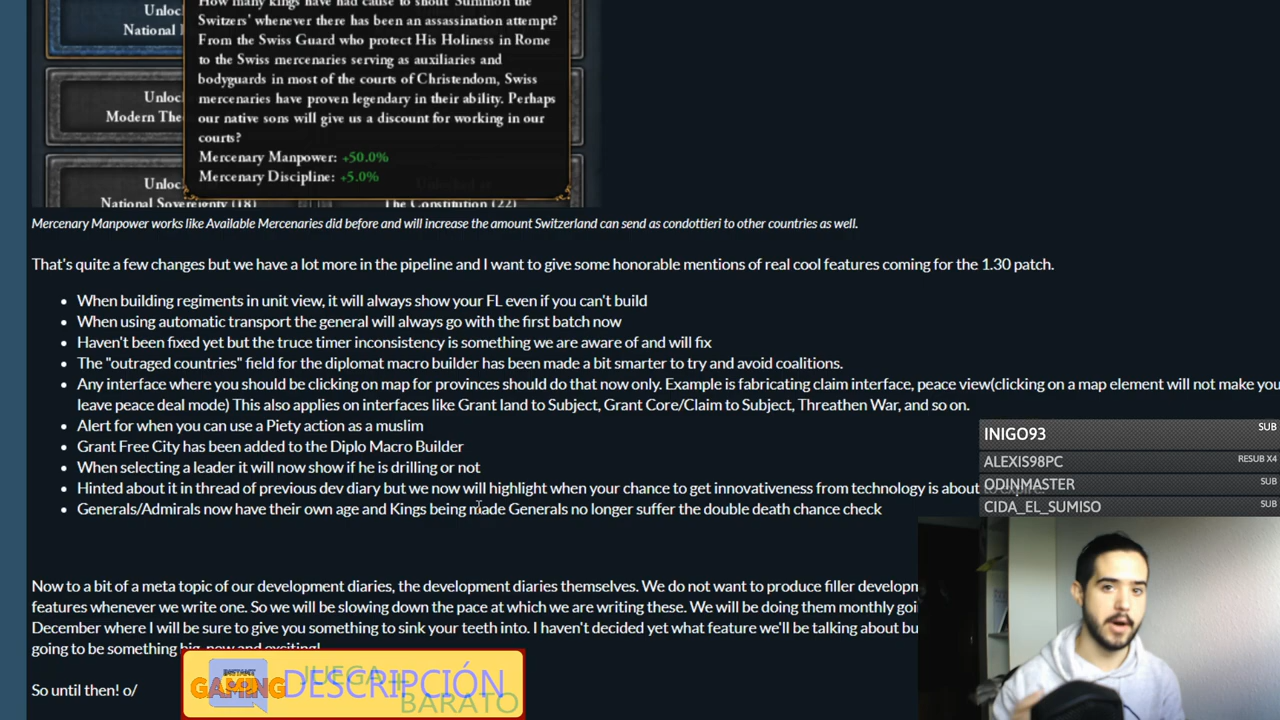 How many kings have had cause to shout 'Summon the
Unloc
National
Switzers' whenever there has been an assassination attempt?
From the Swiss Guard who protect His Holiness in Rome
to the Swiss mercenaries serving as auxiliaries and
bodyguards in most of the courts of Christendom, Swiss
Unloc
mercenaries have proven legendary in their ability. Perhaps
Modern The
our native sons will give us a discount for working in our
courts?
Mercenary Manpower: +50.0%
Mercenary Discipline: +5.0%
Unloc
National Sovereignty (18)
The Constitution (22)
Mercenary Manpower works like Available Mercenaries did before and will increase the amount Switzerland can send as condottieri to other countries as well.
That's quite a few changes but we have a lot more in the pipeline and I want to give some honorable mentions of real cool features coming for the 1.30 patch.
• When building regiments in unit view, it will always show your FL even if you can't build
• When using automatic transport the general will always go with the first batch now
• Haven't been fixed yet but the truce timer inconsistency is something we are aware of and will fix
• The "outraged countries" field for the diplomat macro builder has been made a bit smarter to try and avoid coalitions.
• Any interface where you should be clicking on map for provinces should do that now only. Example is fabricating claim interface, peace view(clicking on a map element will not make you
leave peace deal mode) This also applies on interfaces like Grant land to Subject, Grant Core/Claim to Subject, Threathen War, and so on.
• Alert for when you can use a Piety action as a muslim
• Grant Free City has been added to the Diplo Macro Builder
• When selecting a leader it will now show if he is drilling or not
• Hinted about it in thread of previous dev diary but we now will highlight when your chance to get innovativeness from technology is about
• Generals/Admirals now have their own age and Kings being made Generals no longer suffer the double death chance check
INIGO93 SUB
ALEXIS98PC RESUB X4
ODINMASTER SUB
CIDA_EL_SUMISO SUB
Now to a bit of a meta topic of our development diaries, the development diaries themselves. We do not want to produce filler developm
features whenever we write one. So we will be slowing down the pace at which we are writing these. We will be doing them monthly goi
December where I will be sure to give you something to sink your teeth into. I haven't decided yet what feature we'll be talking about bu
going to be something big, new and exciting!
So until then! o/
INSTANT
GAMING
DESCRIPCIÓN
JUEGA +
BARATO